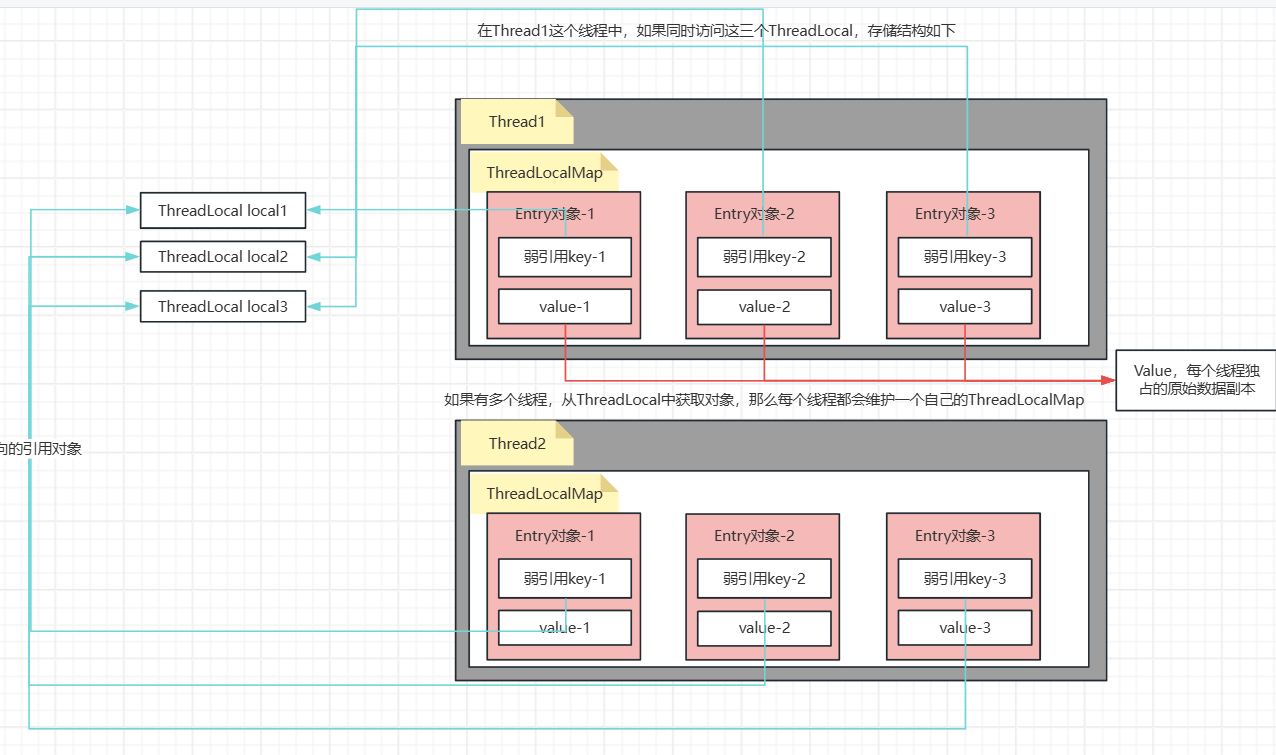 在Thread1这个线程中，如果同时访问这三个ThreadLocal，存储结构如下
Thread1
ThreadLocalMap
Entry对象-1
Entry对象-2
Entry对象-3
弱引用key-1
弱引用key-2
弱引用key-3
value-1
value-2
value-3
ThreadLocal local1
ThreadLocal local2
ThreadLocal local3
Value，每个线程独
占的原始数据副本
如果有多个线程，从ThreadLocal中获取对象，那么每个线程都会维护一个自己的ThreadLocalMap
向的引用对象
Thread2
ThreadLocalMap
Entry对象-1
Entry对象-2
Entry对象-3
弱引用key-1
弱引用key-2
弱引用key-3
value-1
value-2
value-3